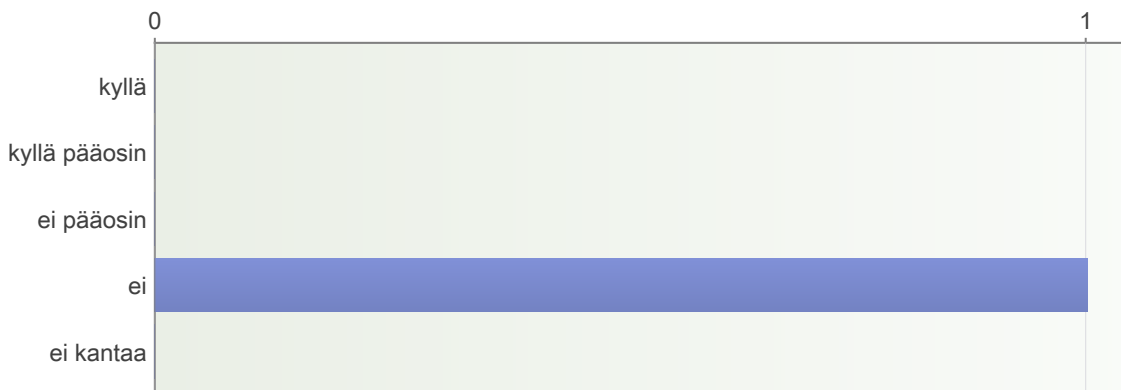 0 1
kyllä
kyllä pääosin
ei pääosin
ei
ei kantaa